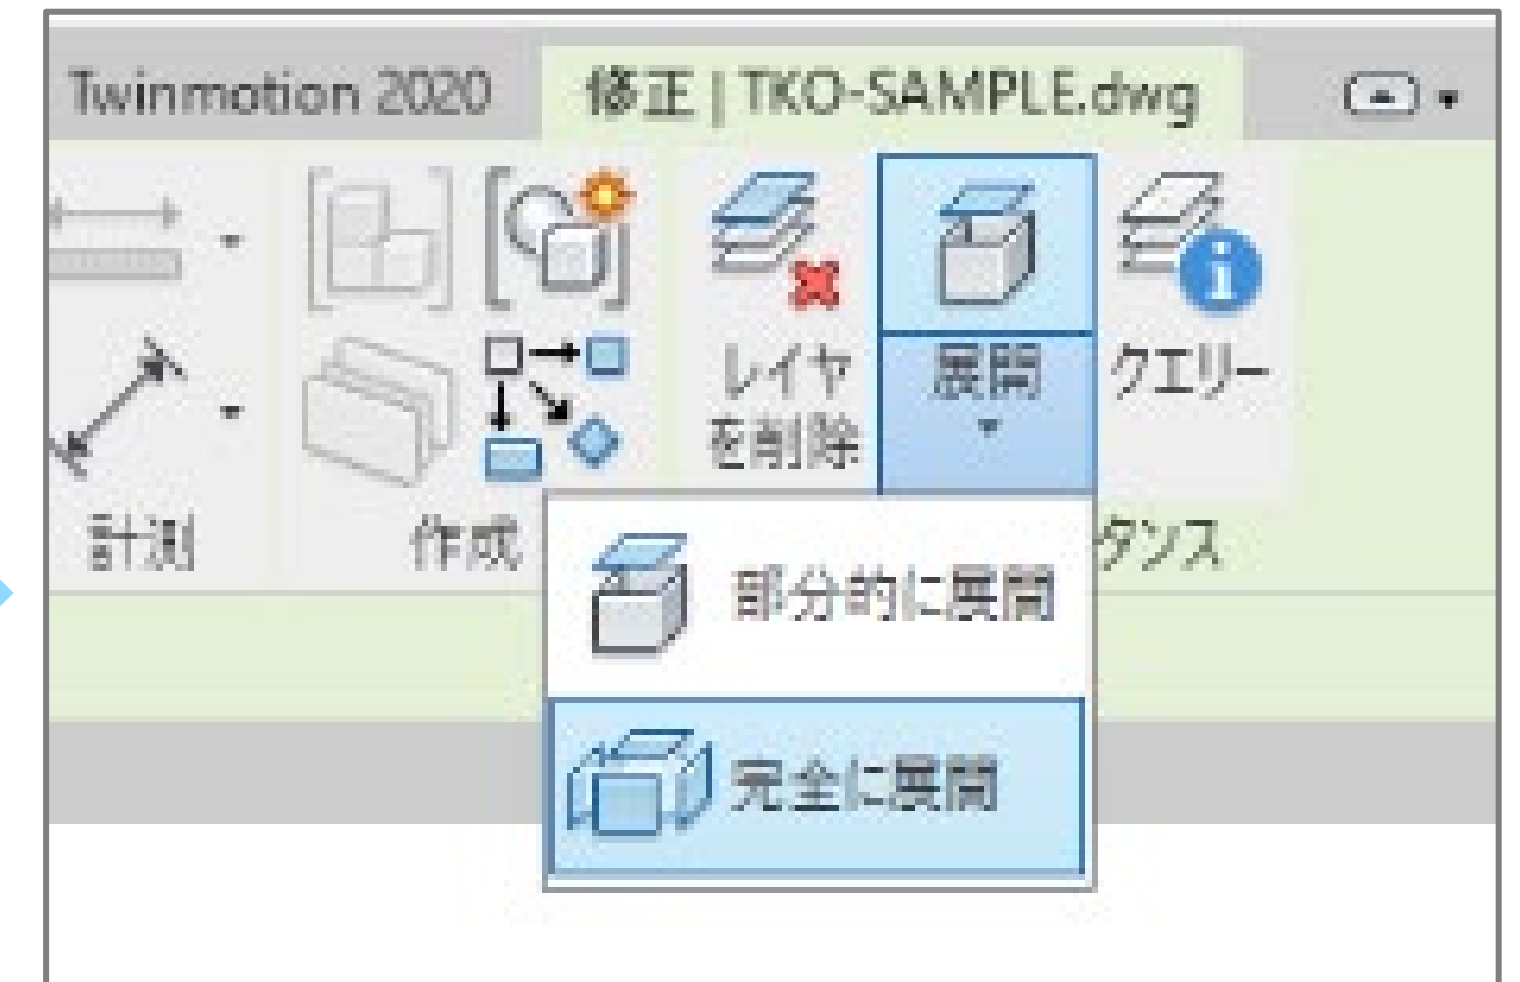 Twinmotion 2020
修正 | TKO-SAMPLE.dwg
レイヤ
を削除
展開
クエリー
計測
作成
タンス
部分的に展開
完全に展開